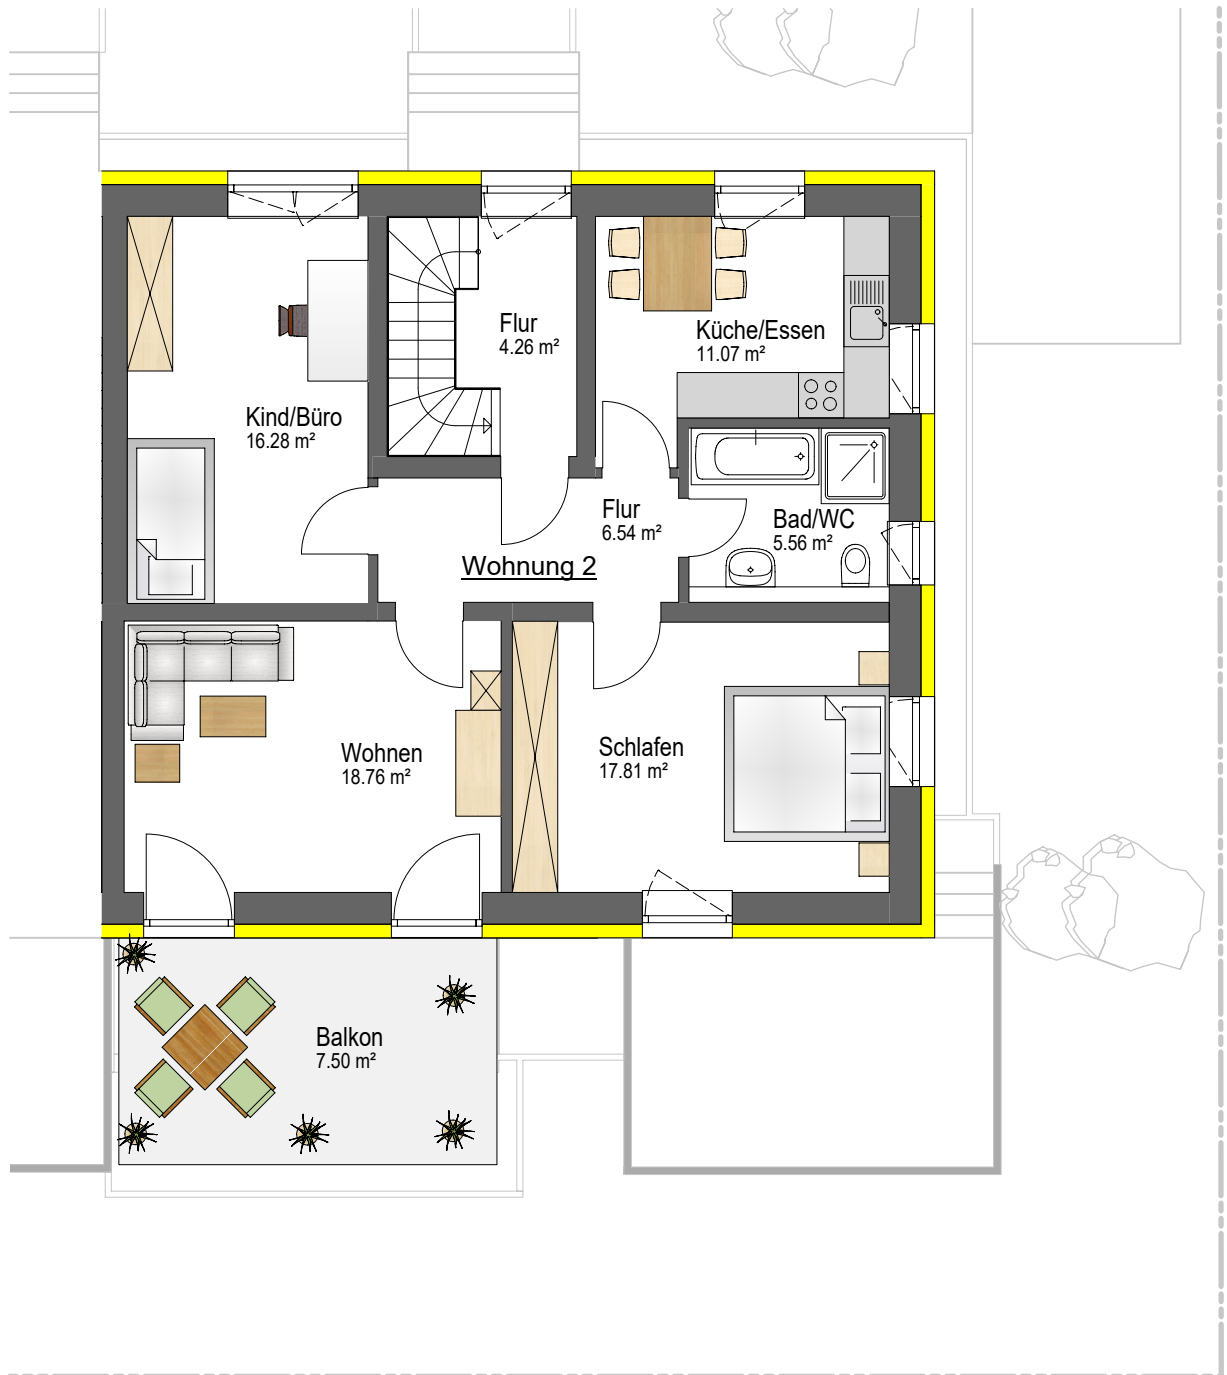 Flur
4.26 m²
Küche/Essen
11.07 m²
Kind/Büro
16.28 m²
Flur
6.54 m²
Bad/WC
5.56 m²
Wohnung 2
Wohnen
18.76 m²
Schlafen
17.81 m²
Balkon
7.50 m²